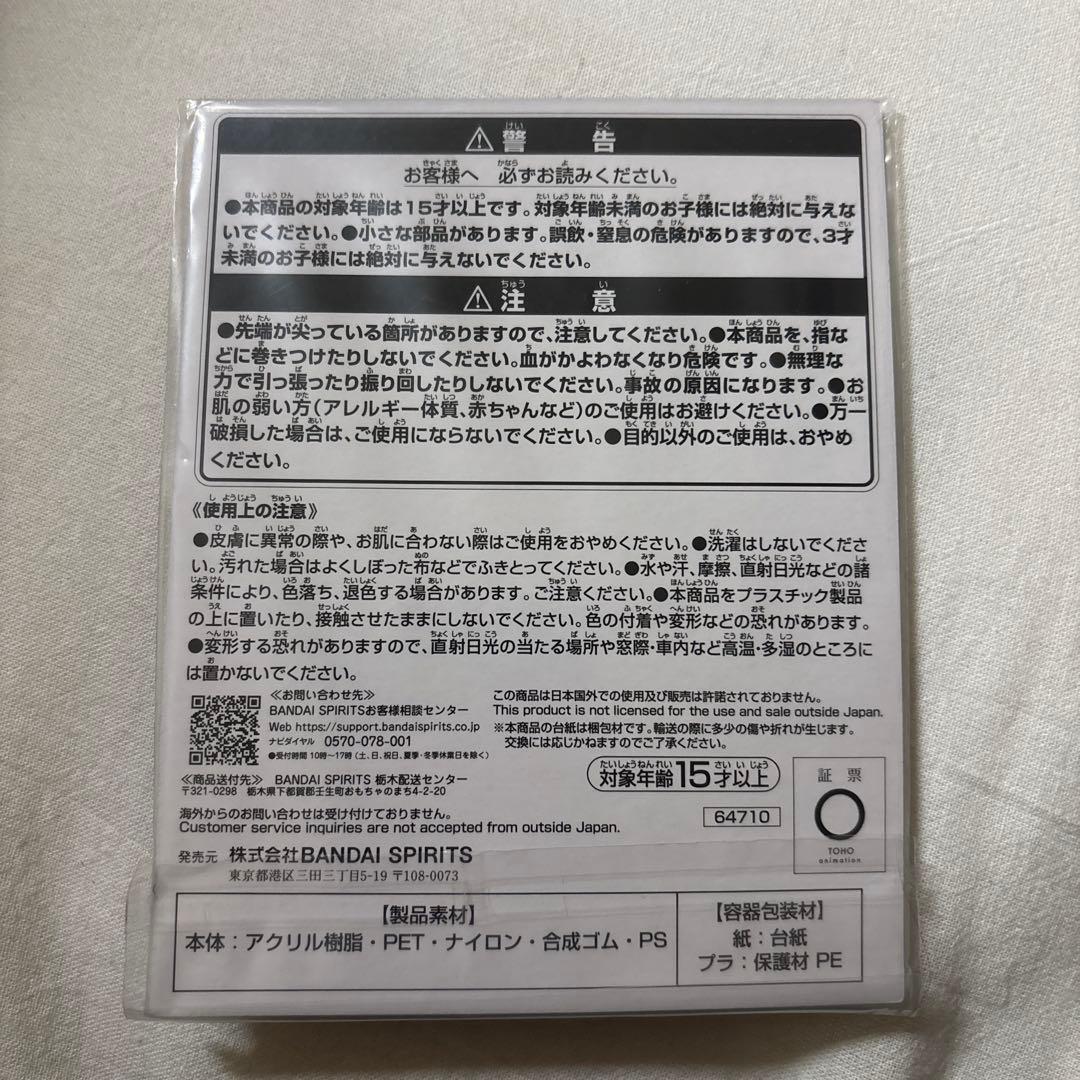 ⚠警告
お客様へ 必ずお読みください。
●本商品の対象年齢は15才以上です。対象年齢未満のお子様には絶対に与えな
いでください。●小さな部品があります。誤飲・窒息の危険がありますので、3才
未満のお子様には絶対に与えないでください。
⚠注意
●先端が尖っている箇所がありますので、注意してください。●本商品を、指な
どに巻きつけたりしないでください。血がかよわなくなり危険です。●無理な
力で引っ張ったり振り回したりしないでください。事故の原因になります。●お
肌の弱い方(アレルギー体質、赤ちゃんなど)のご使用はお避けください。●万一
破損した場合は、ご使用にならないでください。●目的以外のご使用は、おやめ
ください。
《使用上の注意》
●皮膚に異常の際や、お肌に合わない際はご使用をおやめください。●洗濯はしないでくださ
い。汚れた場合はよくしぼった布などでふきとってください。●水や汗、摩擦、直射日光などの諸
条件により、色落ち、退色する場合があります。ご注意ください。●本商品をプラスチック製品
の上に置いたり、接触させたままにしないでください。色の付着や変形などの恐れがあります。
●変形する恐れがありますので、直射日光の当たる場所や窓際・車内など高温・多湿のところに
は置かないでください。
≪お問い合わせ先≫
BANDAI SPIRITSお客様相談センター
Web https://support.bandaispirits.co.jp
ナビダイヤル 0570-078-001
●受付時間 10時〜17時(土、日、祝日、夏季・冬季休業日を除く)
この商品は日本国外での使用及び販売は許諾されておりません。
This product is not licensed for the use and sale outside Japan.
※本商品の台紙は梱包材です。輸送の際に多少の傷や折れが生じます。
交換には応じかねますのでご了承ください。
≪商品送付先≫ BANDAI SPIRITS 栃木配送センター
〒321-0298 栃木県下都賀郡壬生町おもちゃのまち4-2-20
対象年齢15才以上
海外からのお問い合わせは受け付けておりません。
Customer service inquiries are not accepted from outside Japan.
64710
証票
TOHO
animation
発売元 株式会社BANDAI SPIRITS
東京都港区三田三丁目5-19 〒108-0073
【製品素材】
本体:アクリル樹脂・PET・ナイロン・合成ゴム・PS
【容器包装材】
紙:台紙
プラ:保護材 PE